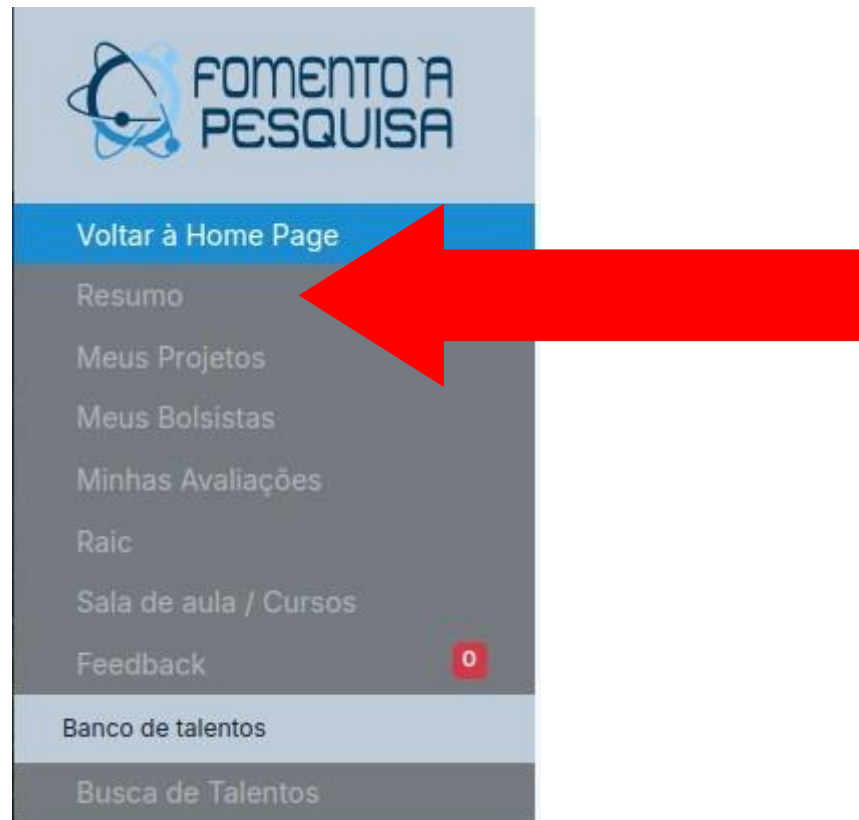 FOMENTO À
PESQUISA
Voltar à Home Page
Resumo
Meus Projetos
Meus Bolsistas
Minhas Avaliações
Raic
Sala de aula / Cursos
Feedback 0
Banco de talentos
Busca de Talentos